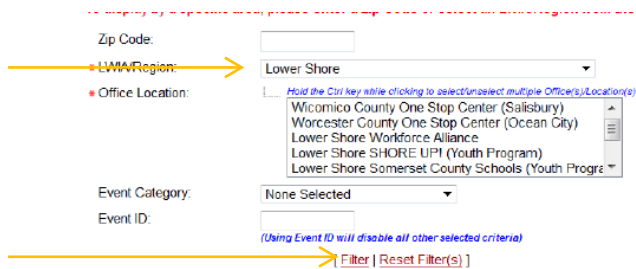 Zip Code:
* LWIA/Region: Lower Shore
* Office Location: Hold the Ctrl key while clicking to select/unselect multiple Office(s)/Location(s)
Wicomico County One Stop Center (Salisbury)
Worcester County One Stop Center (Ocean City)
Lower Shore Workforce Alliance
Lower Shore SHORE UP! (Youth Program)
Lower Shore Somerset County Schools (Youth Progra
Event Category: None Selected
Event ID:
(Using Event ID will disable all other selected criteria)
[ Filter | Reset Filter(s) ]